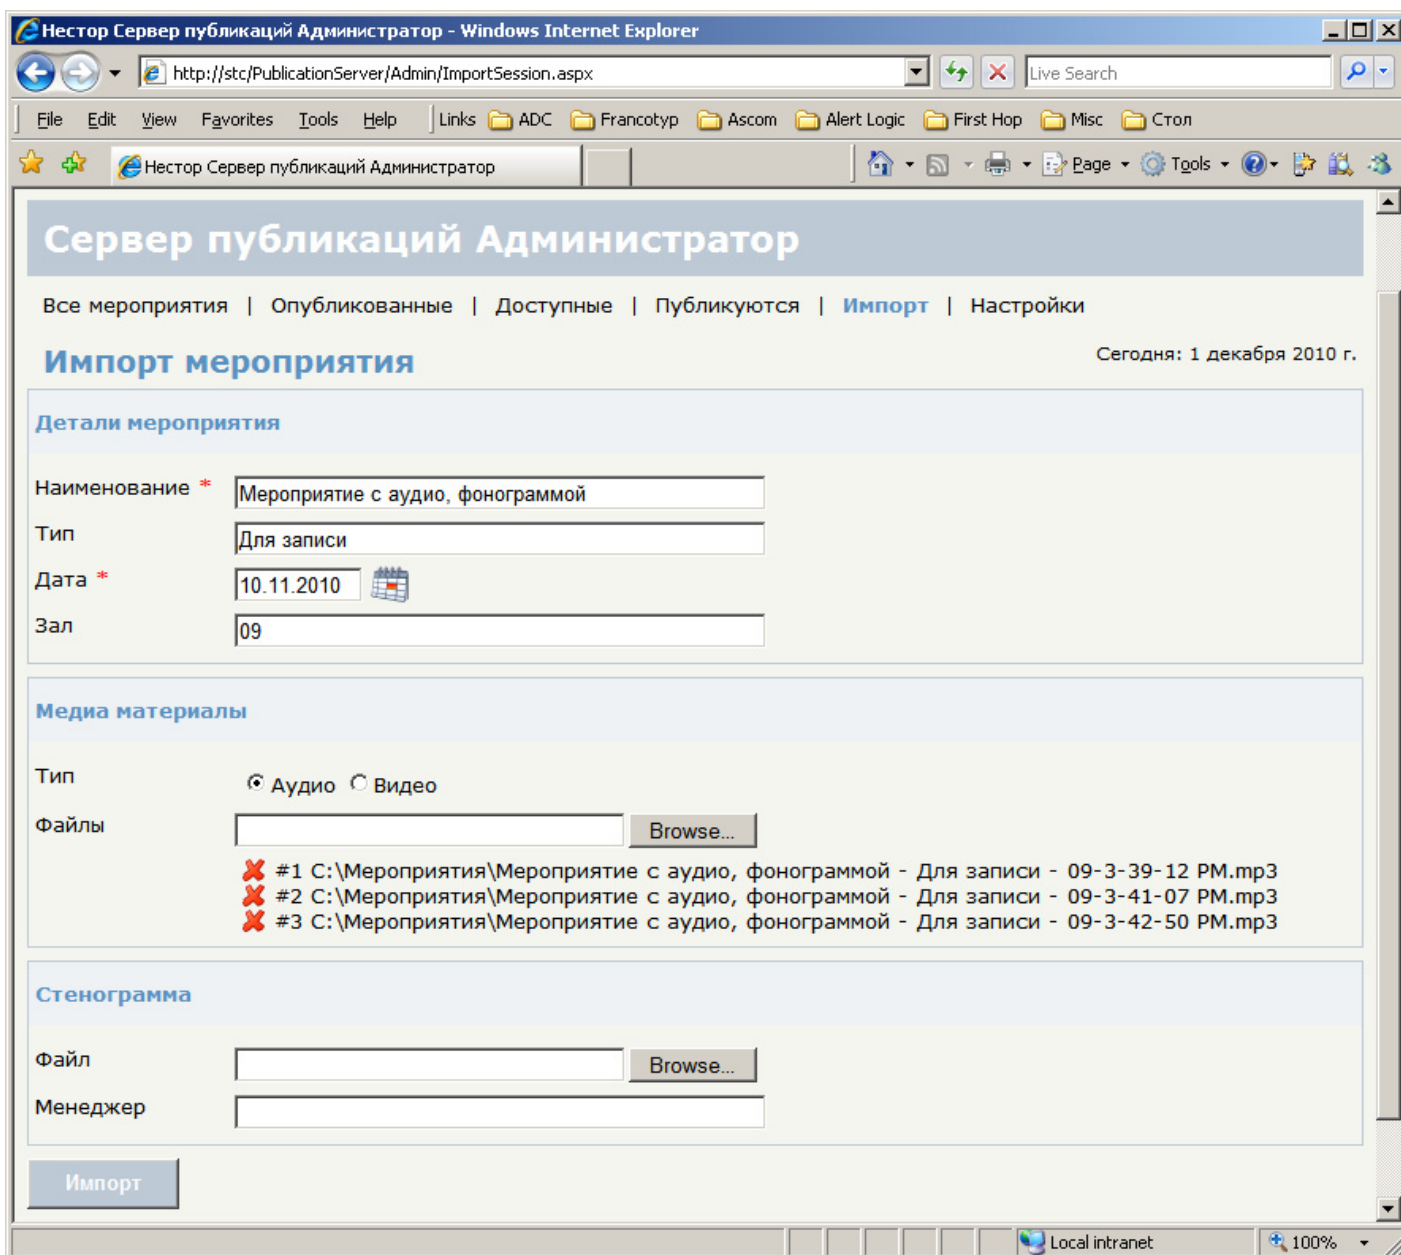 Нестор Сервер публикаций Администратор - Windows Internet Explorer
http://stc/PublicationServer/Admin/ImportSession.aspx Live Search
File Edit View Favorites Tools Help Links ADC Francotyp Ascom Alert Logic First Hop Misc Стол
Нестор Сервер публикаций Администратор Page Tools
Сервер публикаций Администратор
Все мероприятия | Опубликованные | Доступные | Публикуются | Импорт | Настройки
Импорт мероприятия Сегодня: 1 декабря 2010 г.
Детали мероприятия
Наименование * Мероприятие с аудио, фонограммой
Тип Для записи
Дата * 10.11.2010
Зал 09
Медиа материалы
Тип Аудио Видео
Файлы Browse...
#1 C:\Мероприятия\Мероприятие с аудио, фонограммой - Для записи - 09-3-39-12 PM.mp3
#2 C:\Мероприятия\Мероприятие с аудио, фонограммой - Для записи - 09-3-41-07 PM.mp3
#3 C:\Мероприятия\Мероприятие с аудио, фонограммой - Для записи - 09-3-42-50 PM.mp3
Стенограмма
Файл Browse...
Менеджер
Импорт
Local intranet 100%